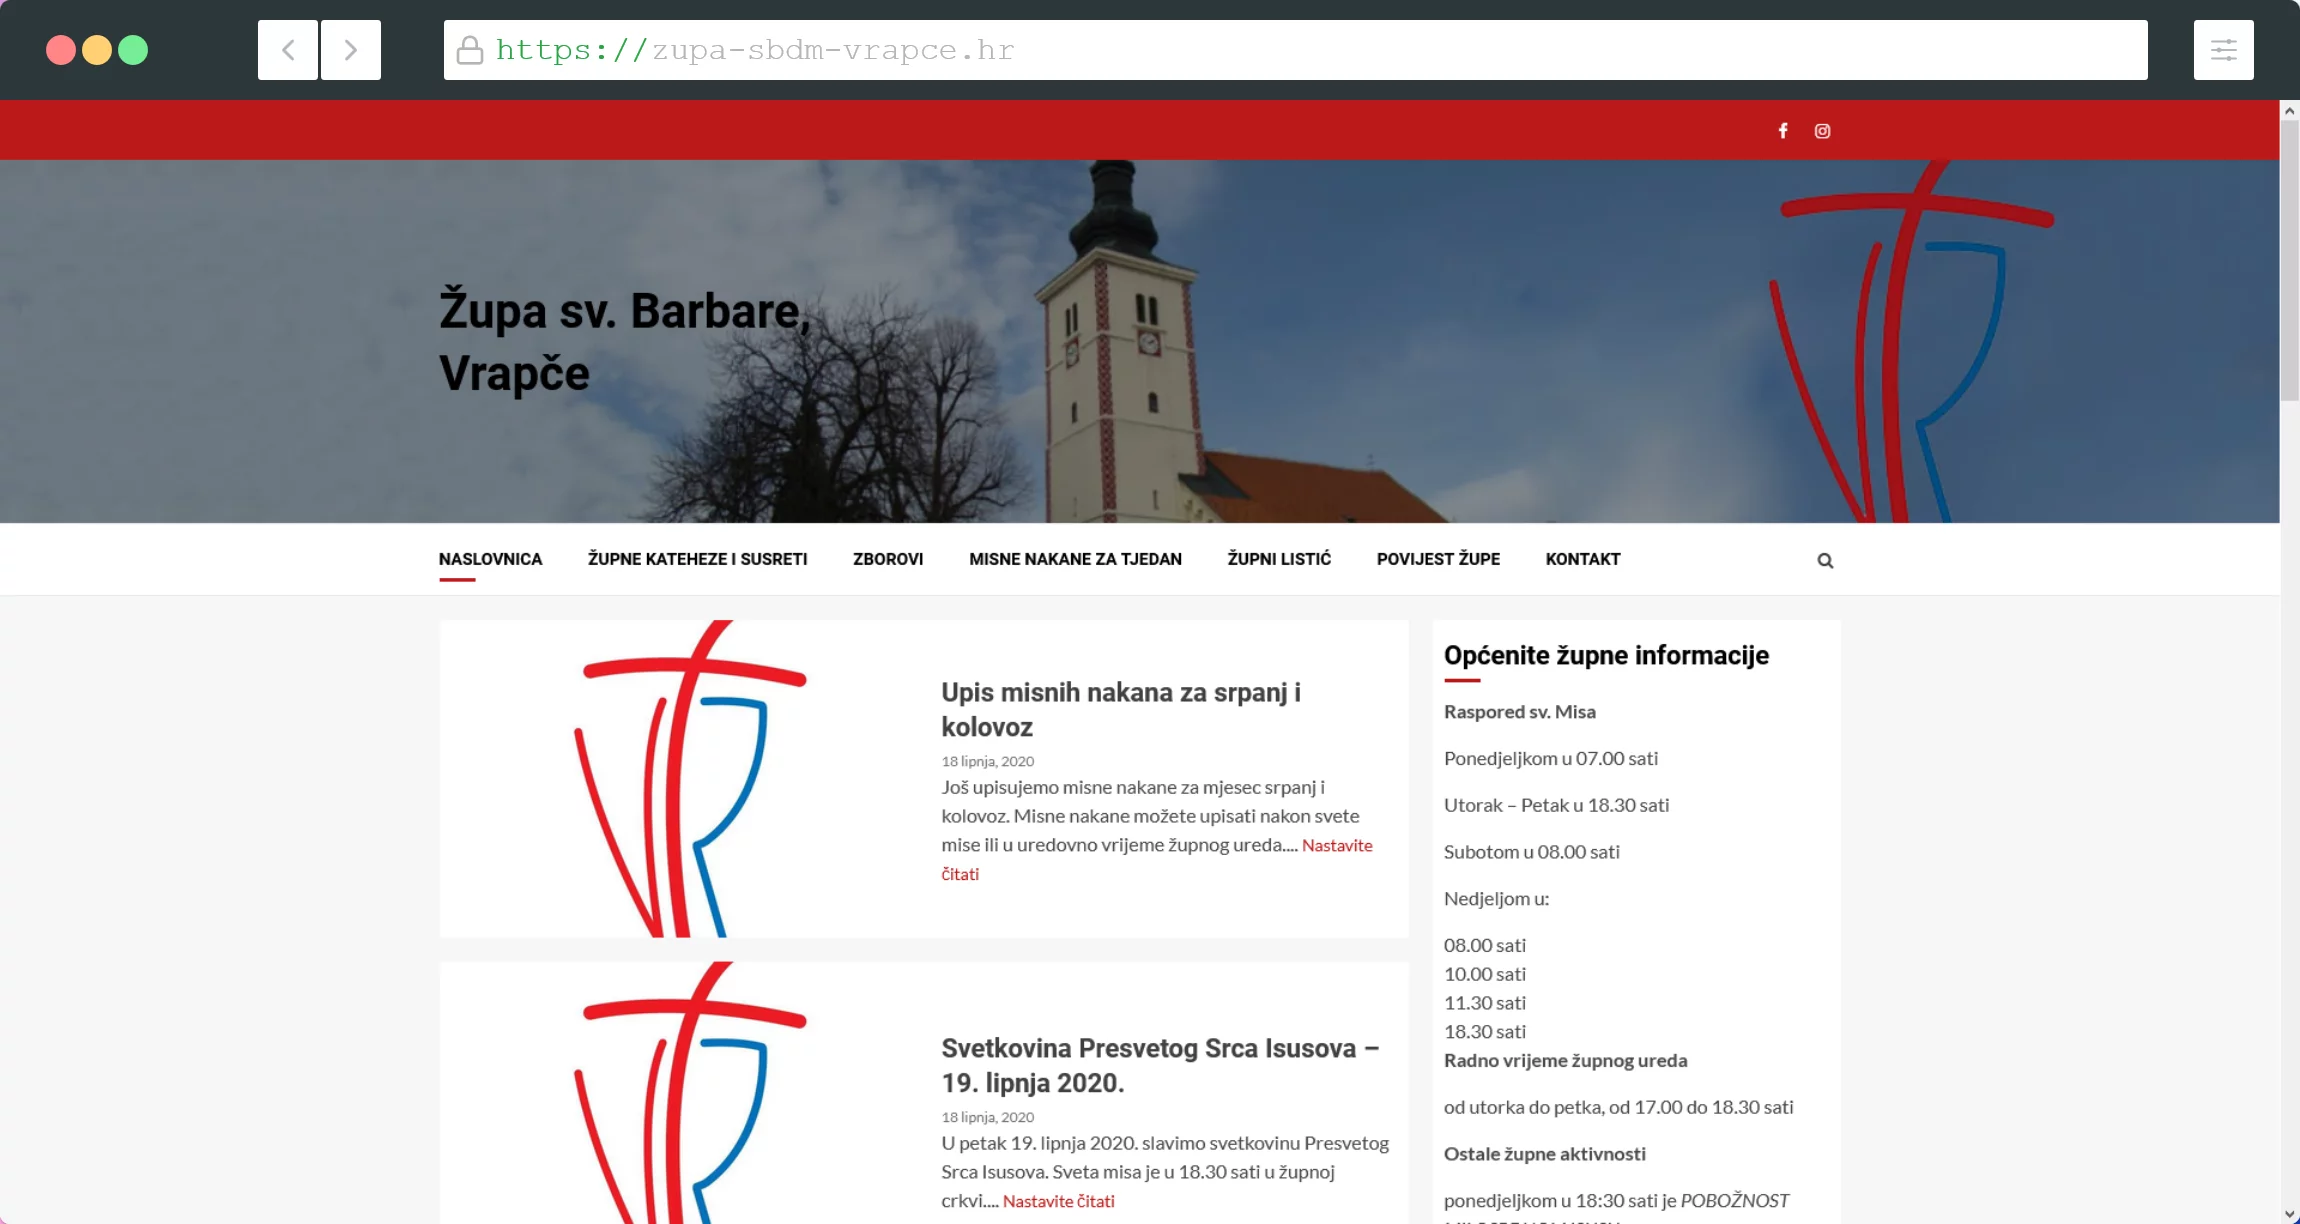 https://zupa-sbdm-vrapce.hr
Župa sv. Barbare,
Vrapče
NASLOVNICA ŽUPNE KATEHEZE I SUSRETI ZBOROVI MISNE NAKANE ZA TJEDAN ŽUPNI LISTIĆ POVIJEST ŽUPE KONTAKT
Upis misnih nakana za srpanj i
kolovoz
18 lipnja, 2020
Još upisujemo misne nakane za mjesec srpanj i
kolovoz. Misne nakane možete upisati nakon svete
mise ili u uredovno vrijeme župnog ureda.... Nastavite
čitati
Svetkovina Presvetog Srca Isusova –
19. lipnja 2020.
18 lipnja, 2020
U petak 19. lipnja 2020. slavimo svetkovinu Presvetog
Srca Isusova. Sveta misa je u 18.30 sati u župnoj
crkvi.... Nastavite čitati
Općenite župne informacije
Raspored sv. Misa
Ponedjeljkom u 07.00 sati
Utorak – Petak u 18.30 sati
Subotom u 08.00 sati
Nedjeljom u:
08.00 sati
10.00 sati
11.30 sati
18.30 sati
Radno vrijeme župnog ureda
od utorka do petka, od 17.00 do 18.30 sati
Ostale župne aktivnosti
ponedjeljkom u 18:30 sati je POBOŽNOST